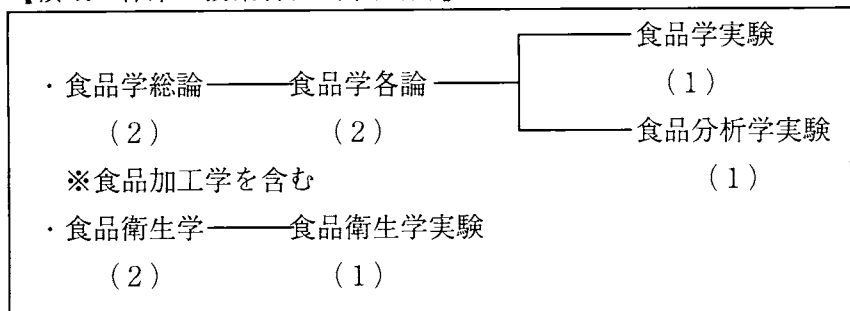 食品学実験
・食品学総論 食品学各論 (1)
(2) (2) 食品分析学実験
※食品加工学を含む (1)
・食品衛生学 食品衛生学実験
(2) (1)